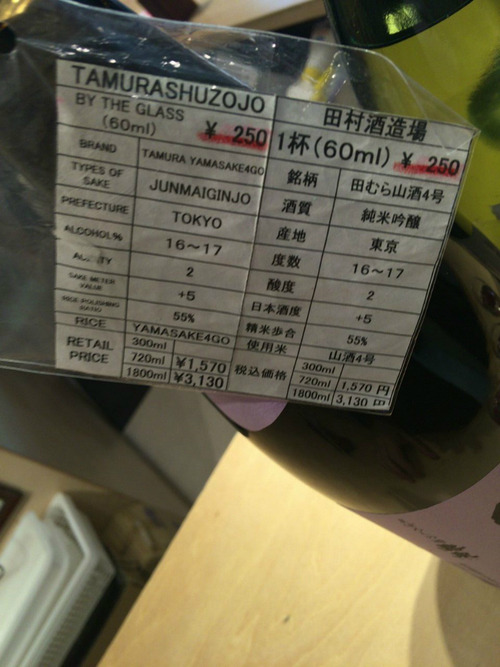 TAMURASHUZOJO
BY THE GLASS
(60ml) ¥ 250
BRAND TAMURA YAMASAKE4GO
TYPES OF SAKE JUNMAIGINJO
PREFECTURE TOKYO
ALCOHOL% 16～17
ACIDITY 2
SAKE METER VALUE +5
RICE-POLISHING RATIO 55%
RICE YAMASAKE4GO
RETAIL PRICE 300ml
720ml ¥1,570
1800ml ¥3,130
田村酒造場
1杯(60ml) ¥ 250
銘柄 田むら山酒4号
酒質 純米吟醸
産地 東京
度数 16～17
酸度 2
日本酒度 +5
精米歩合 55%
使用米 山酒4号
税込価格 300ml
720ml 1,570 円
1800ml 3,130 円